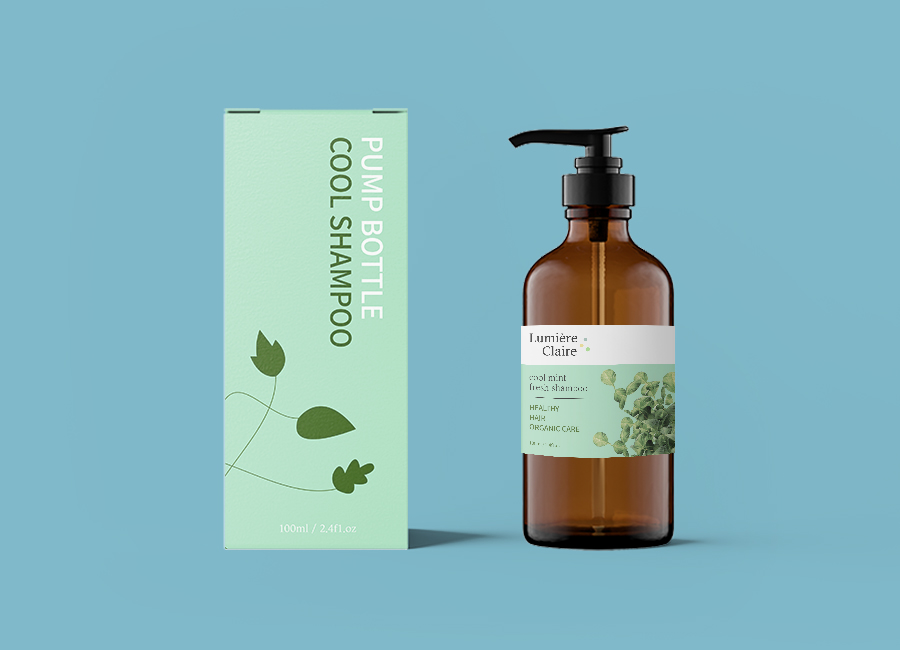 PUMP BOTTLE
COOL SHAMPOO
100ml / 2.4fl.oz
Lumière
Claire
cool mint
fresh shampoo
HEALTHY
HAIR
ORGANIC CARE